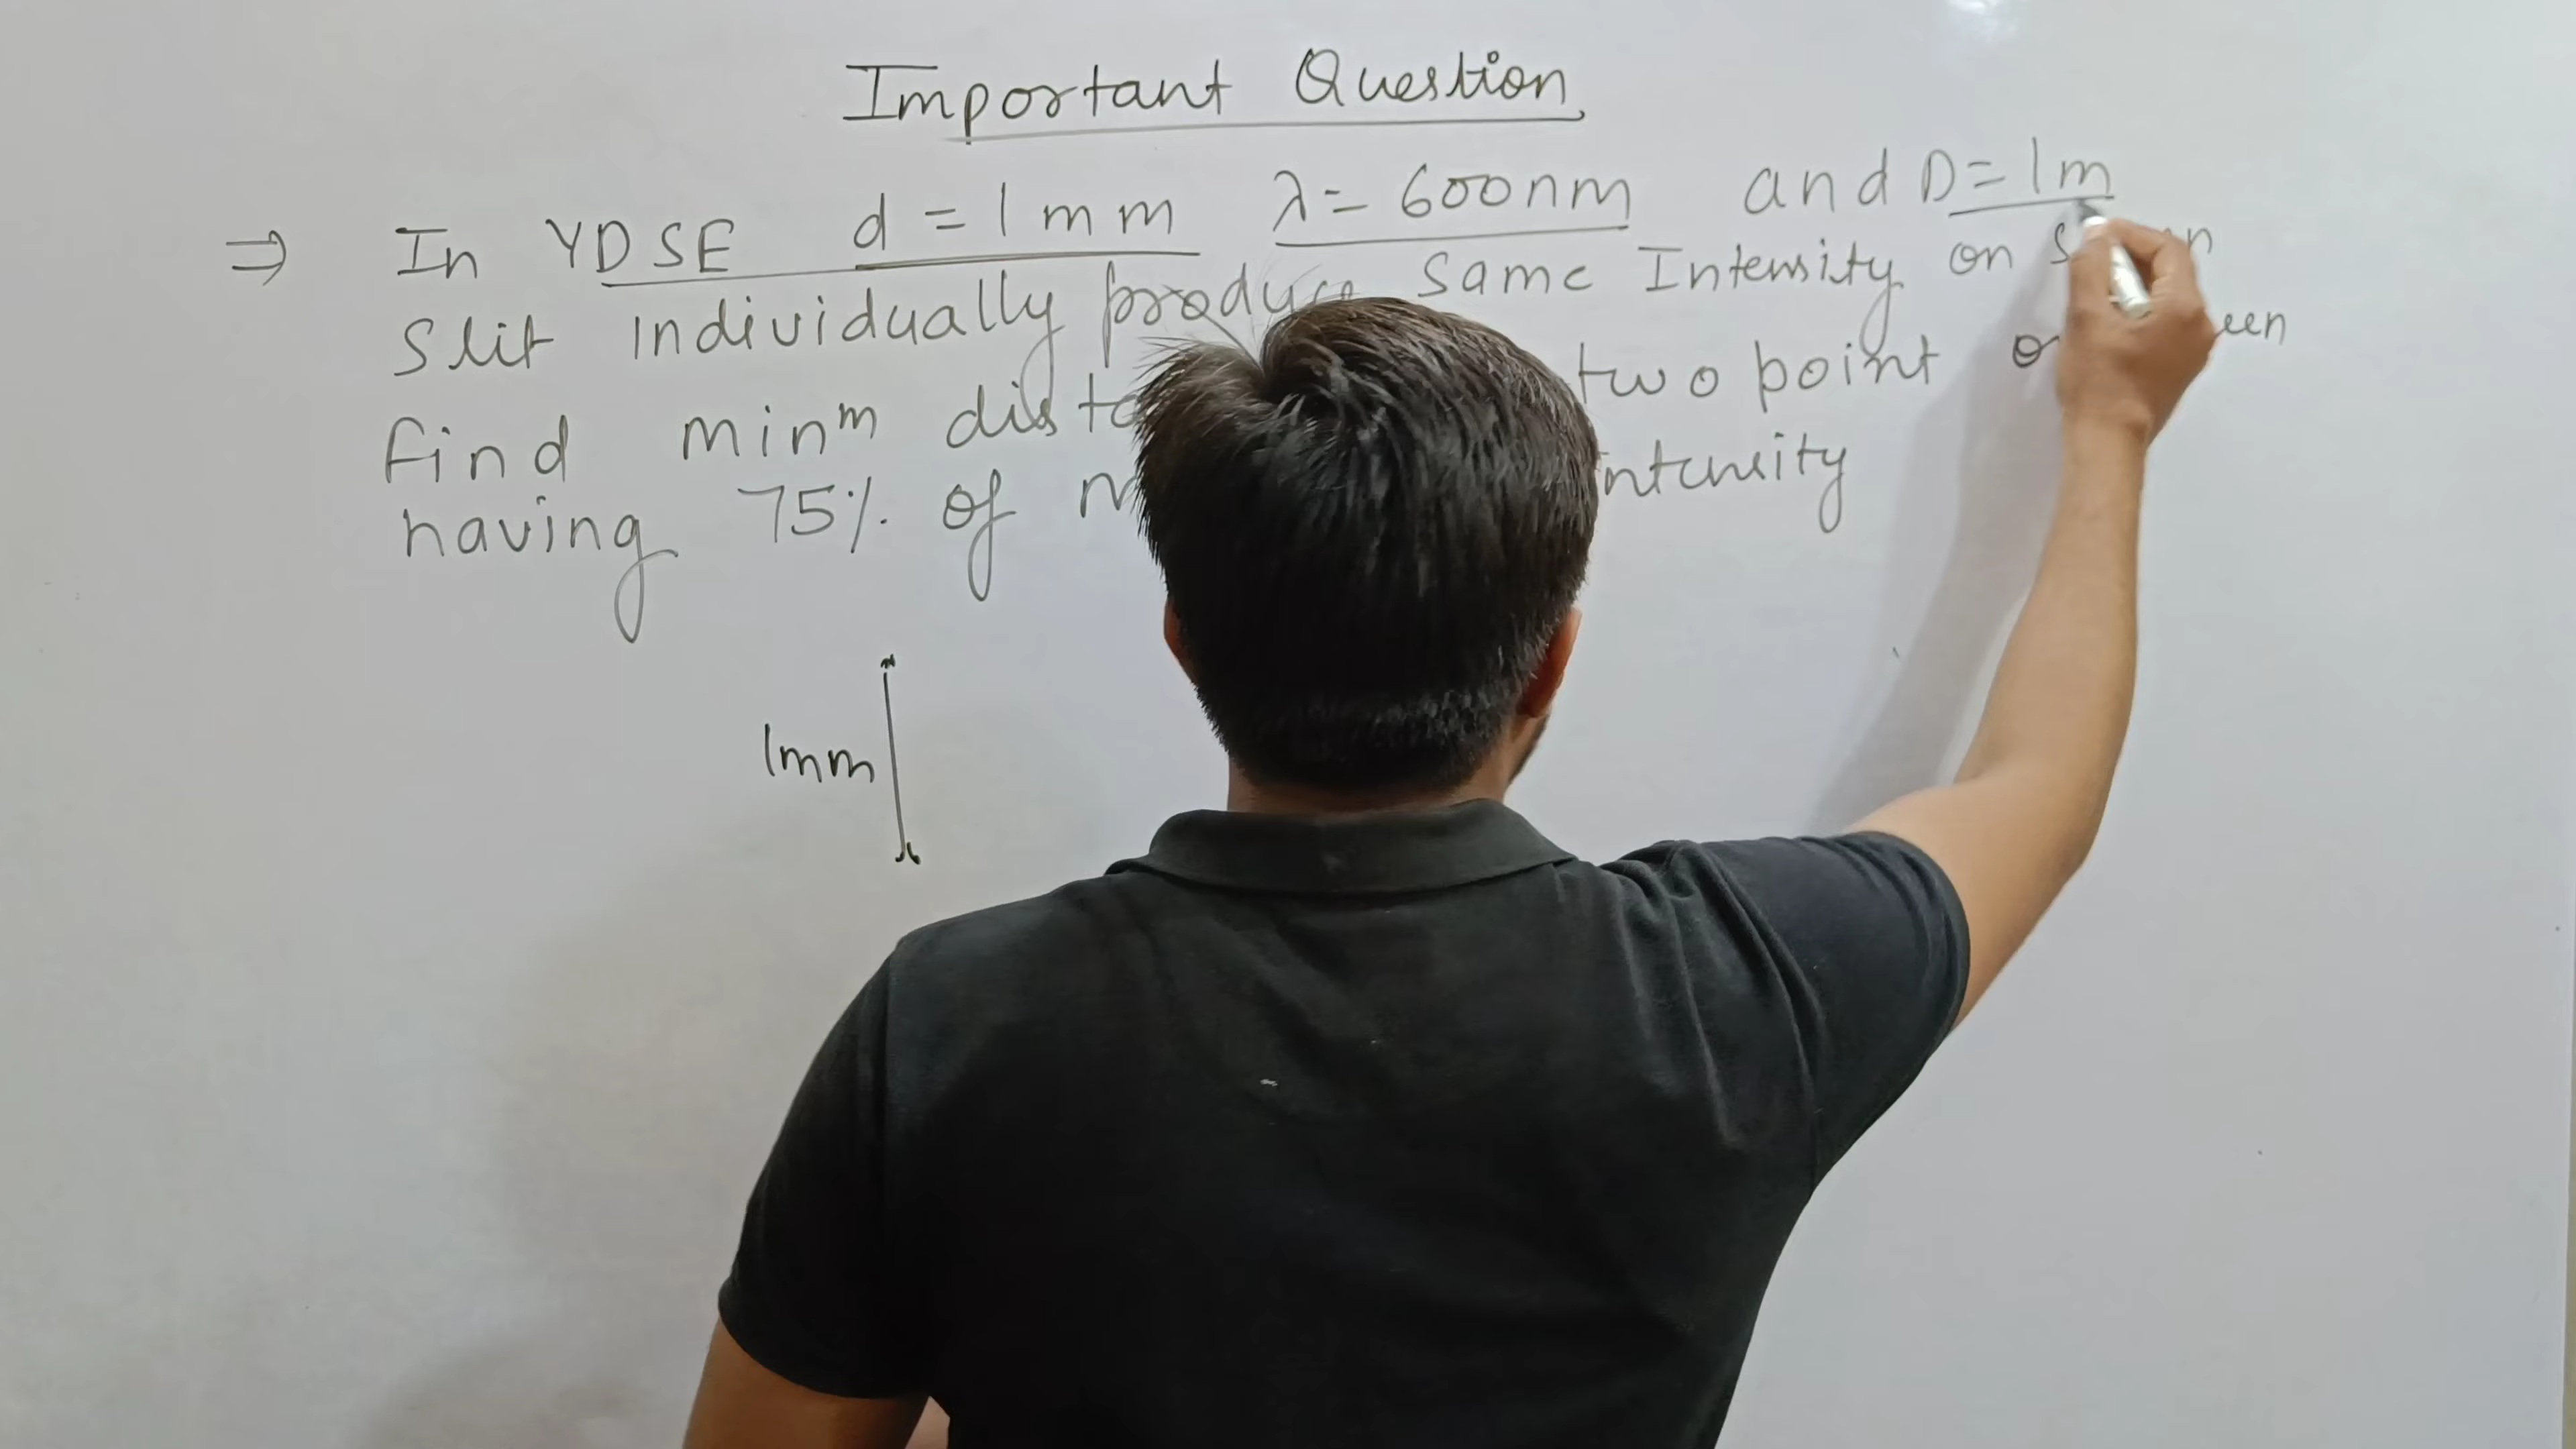 Important Question
⇒ In YDSE d = 1mm λ = 600nm and D = 1m
Slit individually produce same Intensity on
find minᵐ two point
having 75% of intensity
1mm